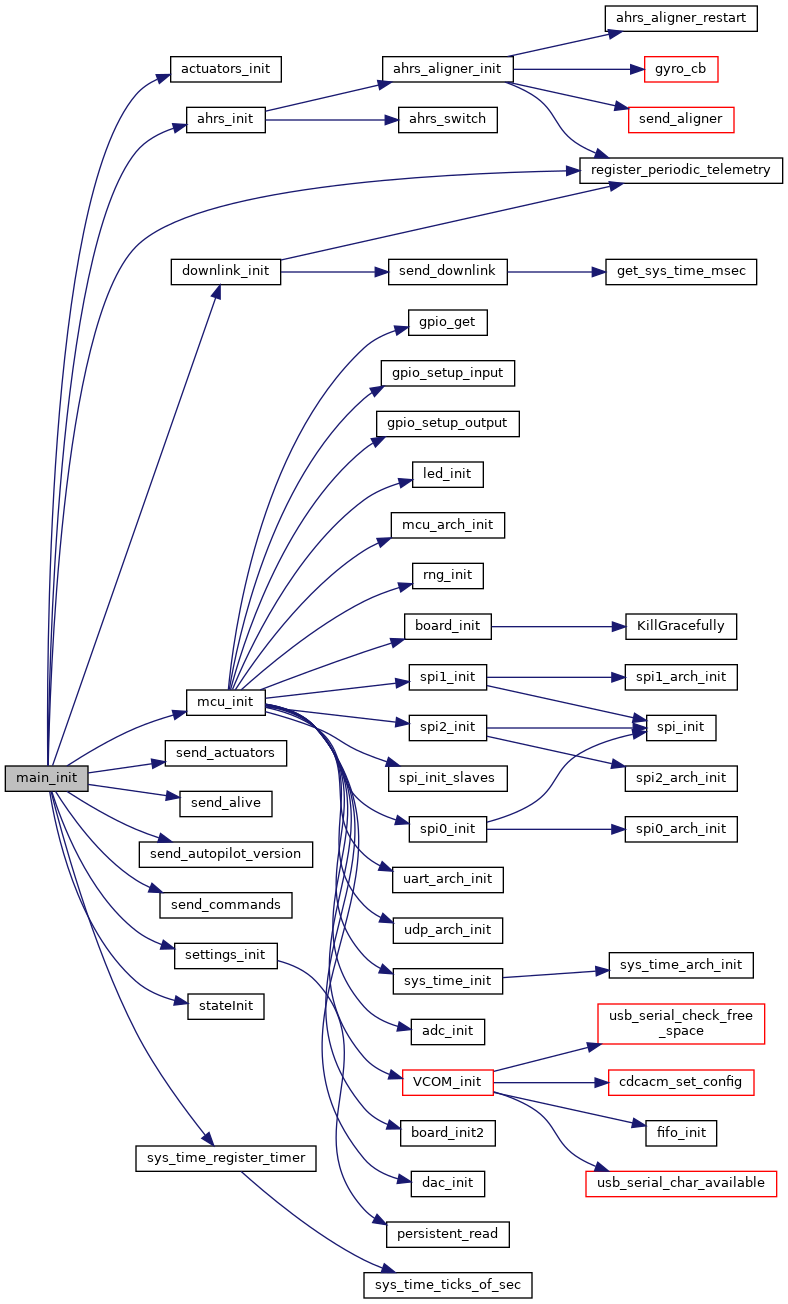 main_init
actuators_init
ahrs_init
ahrs_aligner_init
ahrs_aligner_restart
gyro_cb
send_aligner
register_periodic_telemetry
ahrs_switch
downlink_init
send_downlink
get_sys_time_msec
mcu_init
gpio_get
gpio_setup_input
gpio_setup_output
led_init
mcu_arch_init
rng_init
board_init
KillGracefully
spi1_init
spi1_arch_init
spi_init
spi2_init
spi2_arch_init
spi_init_slaves
spi0_init
spi0_arch_init
uart_arch_init
udp_arch_init
sys_time_init
sys_time_arch_init
adc_init
VCOM_init
usb_serial_check_free
_space
cdcacm_set_config
fifo_init
usb_serial_char_available
board_init2
dac_init
send_actuators
send_alive
send_autopilot_version
send_commands
settings_init
persistent_read
stateInit
sys_time_register_timer
sys_time_ticks_of_sec